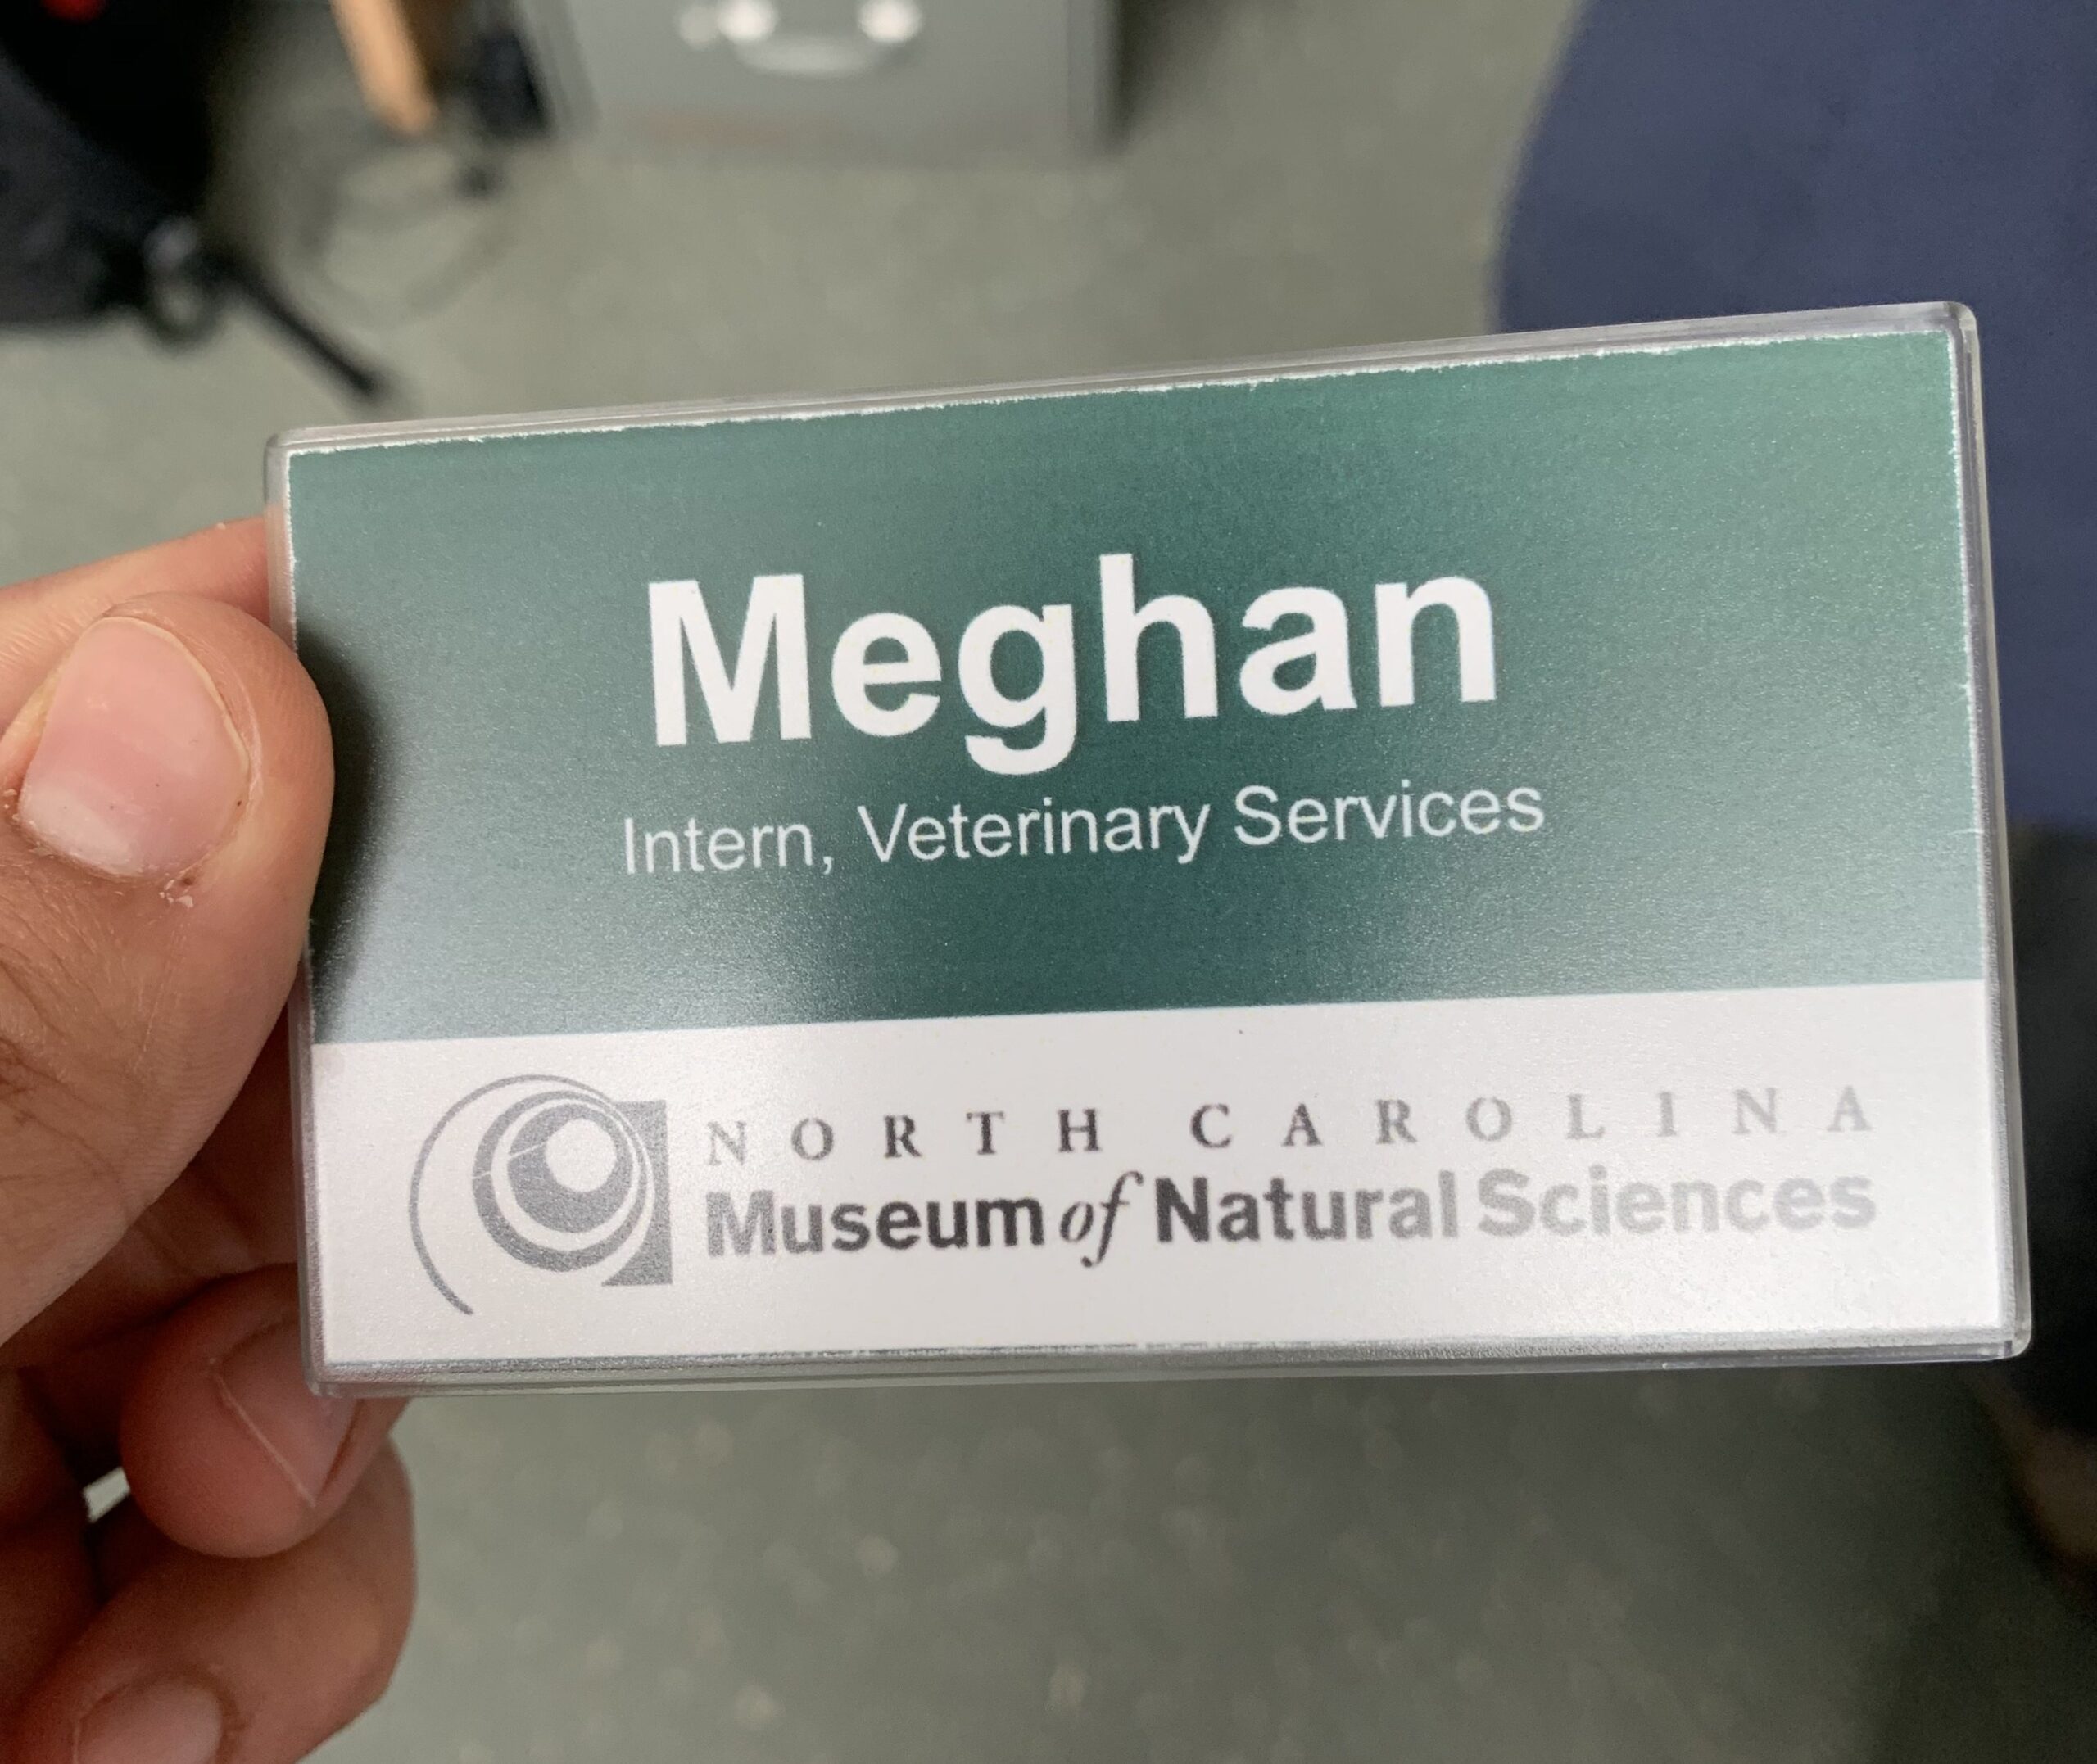 Meghan
Intern, Veterinary Services
NORTH CAROLINA
Museum of Natural Sciences